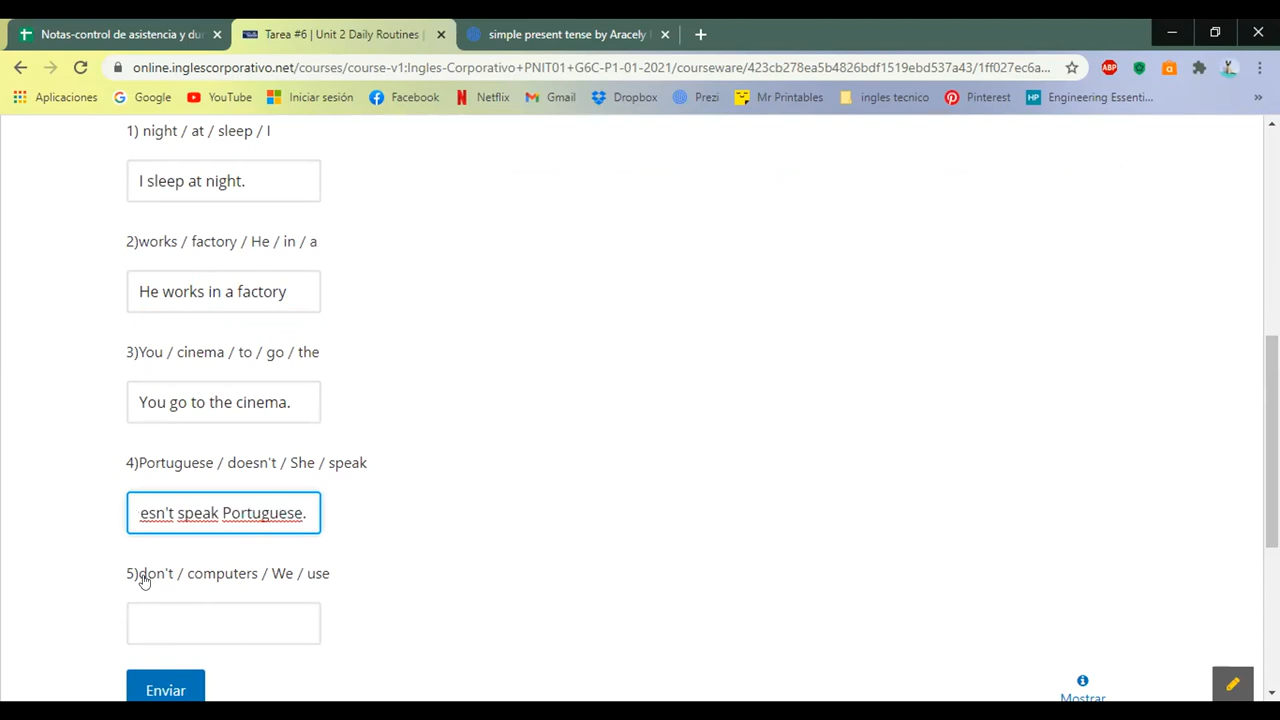 Notas-control de asistencia y dur
Tarea #6 | Unit 2 Daily Routines |
simple present tense by Aracely
online.inglescorporativo.net/courses/course-v1:Ingles-Corporativo+PNIT01+G6C-P1-01-2021/courseware/423cb278ea5b4826bdf1519ebd537a43/1ff027ec6a...
ABP
Aplicaciones Google YouTube Iniciar sesión Facebook Netflix Gmail Dropbox Prezi Mr Printables ingles tecnico Pinterest HP Engineering Essenti... »
1) night / at / sleep / I
I sleep at night.
2)works / factory / He / in / a
He works in a factory
3)You / cinema / to / go / the
You go to the cinema.
4)Portuguese / doesn't / She / speak
esn't speak Portuguese.
5)don't / computers / We / use
Enviar
Mostrar